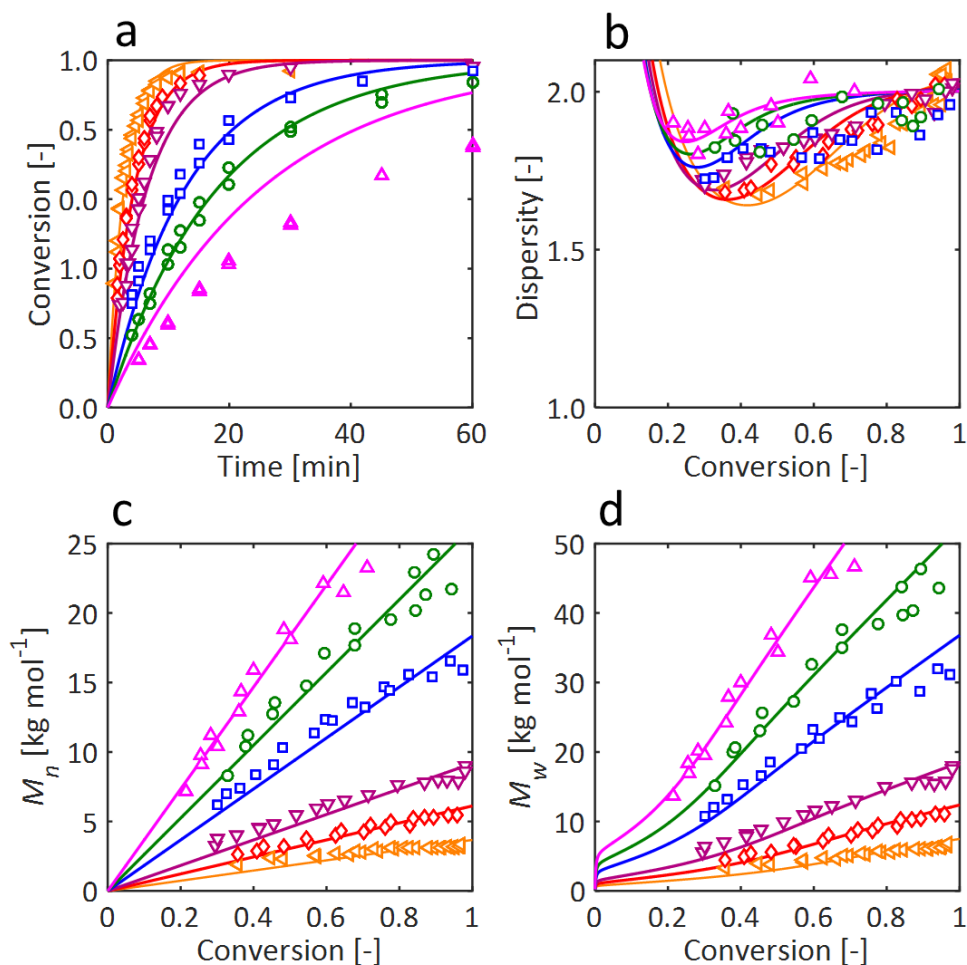 a
1.0
0.5
0.0
1.0
0.5
0.0
Conversion [-]
0 20 40 60
Time [min]
b
2.0
1.5
1.0
Dispersity [-]
0 0.2 0.4 0.6 0.8 1
Conversion [-]
c
25
20
15
10
5
0
Mn [kg mol-1]
0 0.2 0.4 0.6 0.8 1
Conversion [-]
d
50
40
30
20
10
0
Mw [kg mol-1]
0 0.2 0.4 0.6 0.8 1
Conversion [-]